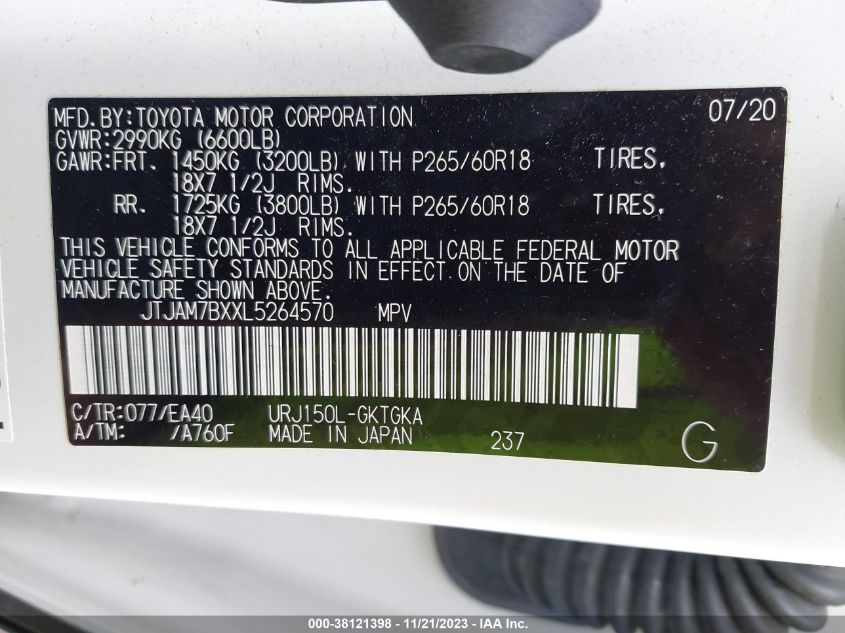 MFD.BY:TOYOTA MOTOR CORPORATION 07/20
GVWR:2990KG (6600LB)
GAWR:FRT. 1450KG (3200LB) WITH P265/60R18 TIRES,
18X7 1/2J RIMS.
RR. 1725KG (3800LB) WITH P265/60R18 TIRES,
18X7 1/2J RIMS.
THIS VEHICLE CONFORMS TO ALL APPLICABLE FEDERAL MOTOR
VEHICLE SAFETY STANDARDS IN EFFECT ON THE DATE OF
MANUFACTURE SHOWN ABOVE.
JTJAM7BXXL5264570 MPV
C/TR:077/EA40 URJ150L-GKTGKA
A/TM: /A760F MADE IN JAPAN 237 G
000-38121398 - 11/21/2023 - IAA Inc.